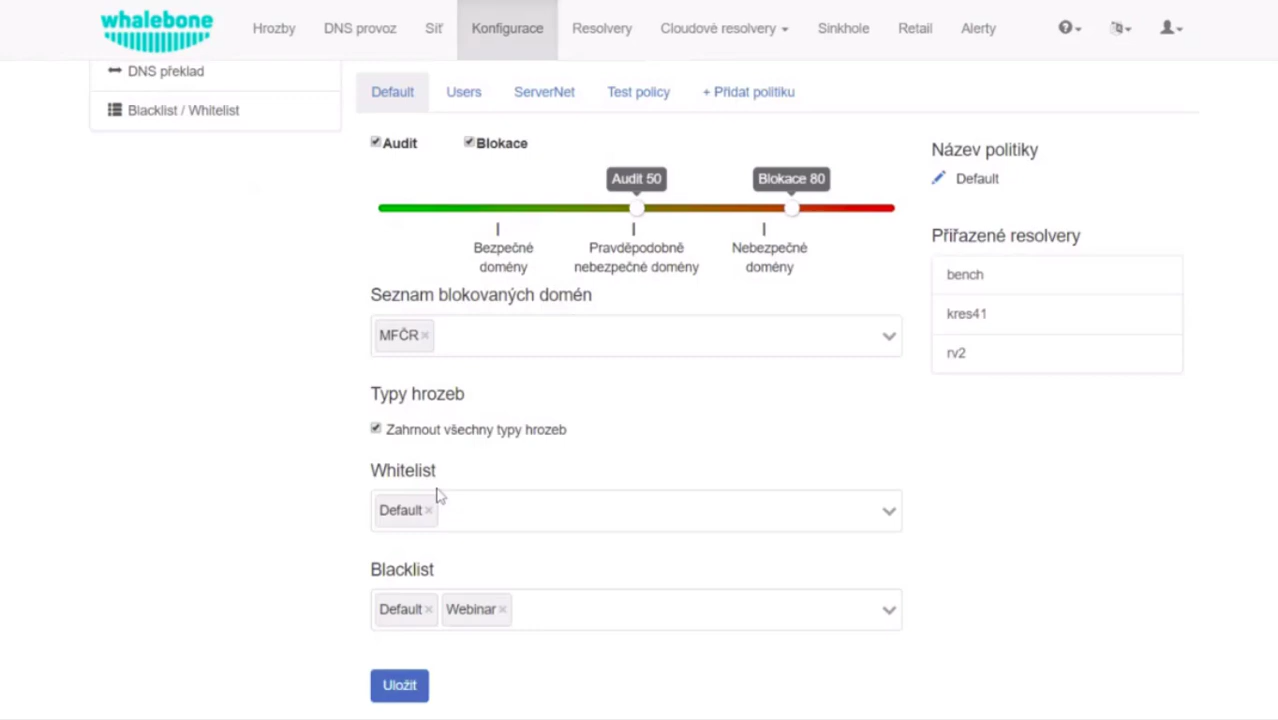 whalebone
Hrozby
DNS provoz
Síť
Konfigurace
Resolvery
Cloudové resolvery
Sinkhole
Retail
Alerty
DNS překlad
Blacklist / Whitelist
Default
Users
ServerNet
Test policy
+ Přidat politiku
Audit
Blokace
Audit 50
Blokace 80
Bezpečné
domény
Pravděpodobně
nebezpečné domény
Nebezpečné
domény
Seznam blokovaných domén
MFČR ×
Typy hrozeb
Zahrnout všechny typy hrozeb
Whitelist
Default ×
Blacklist
Default × Webinar ×
Uložit
Název politiky
Default
Přiřazené resolvery
bench
kres41
rv2